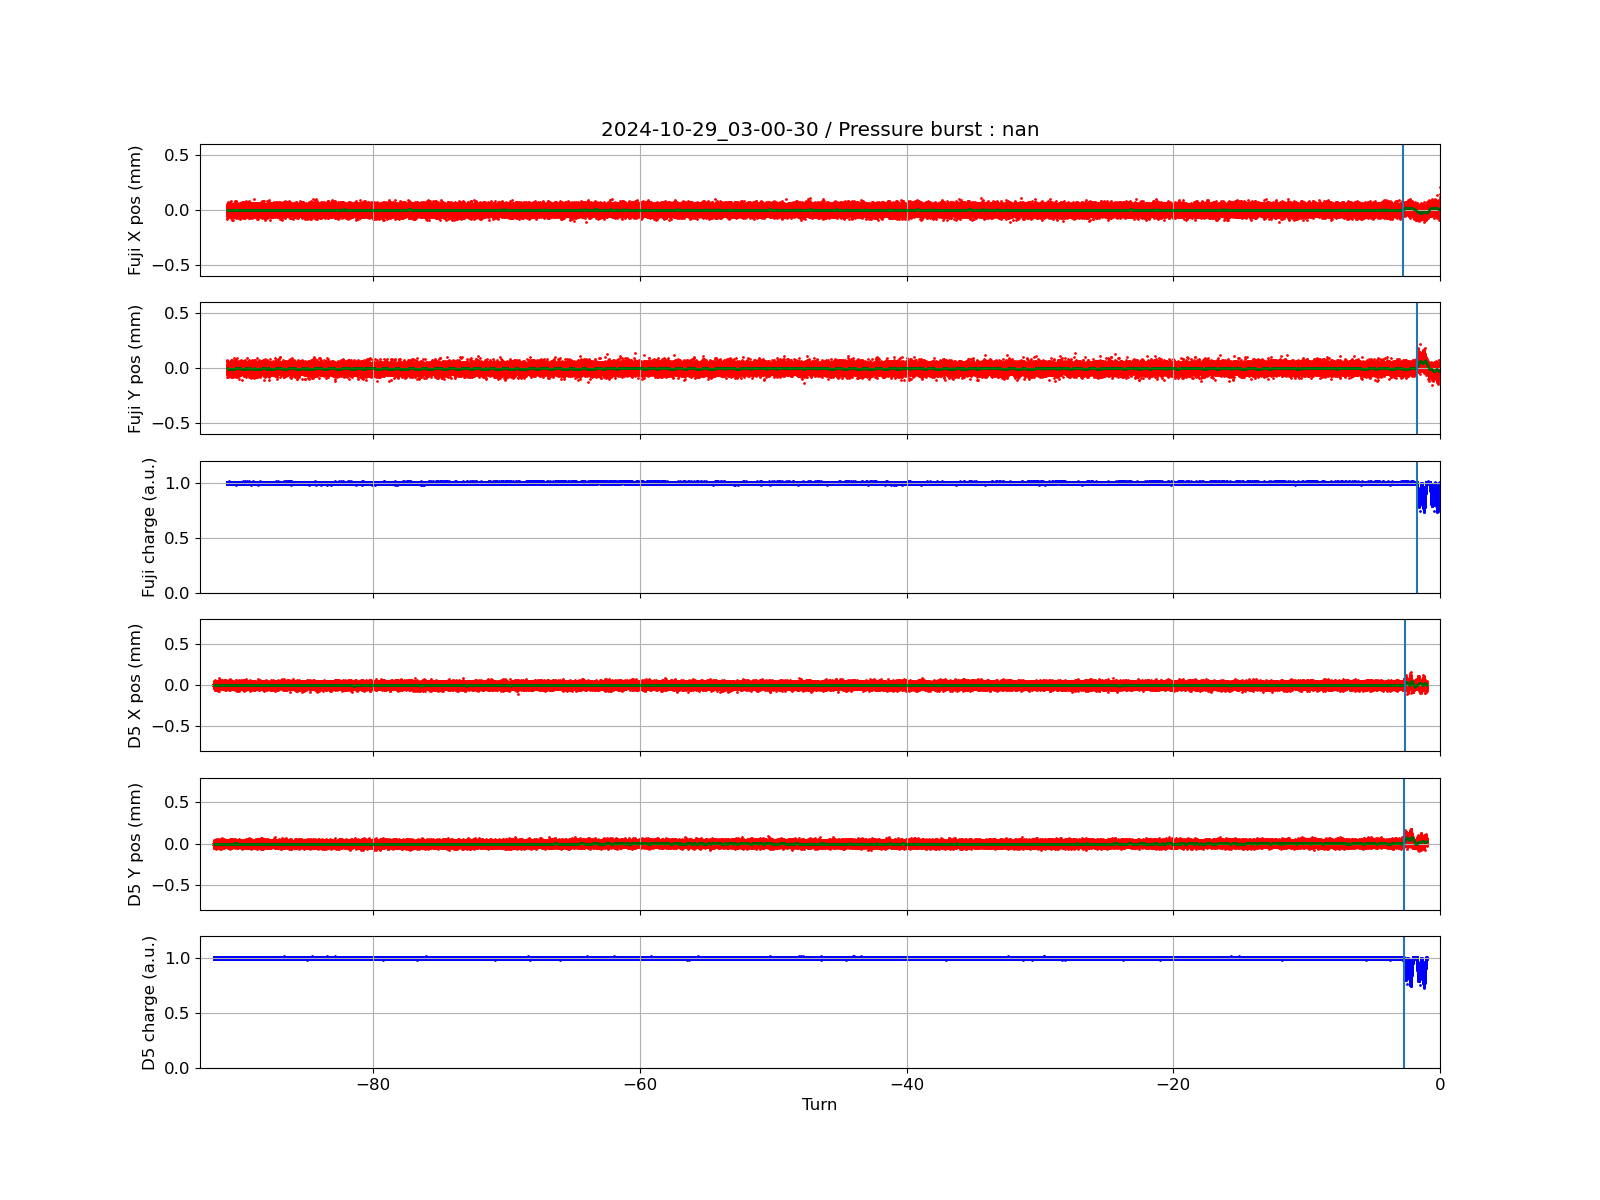 2024-10-29_03-00-30 / Pressure burst : nan
Fuji X pos (mm)
0.5
0.0
−0.5
Fuji Y pos (mm)
0.5
0.0
−0.5
Fuji charge (a.u.)
1.0
0.5
0.0
D5 X pos (mm)
0.5
0.0
−0.5
D5 Y pos (mm)
0.5
0.0
−0.5
D5 charge (a.u.)
1.0
0.5
0.0
−80 −60 −40 −20 0
Turn